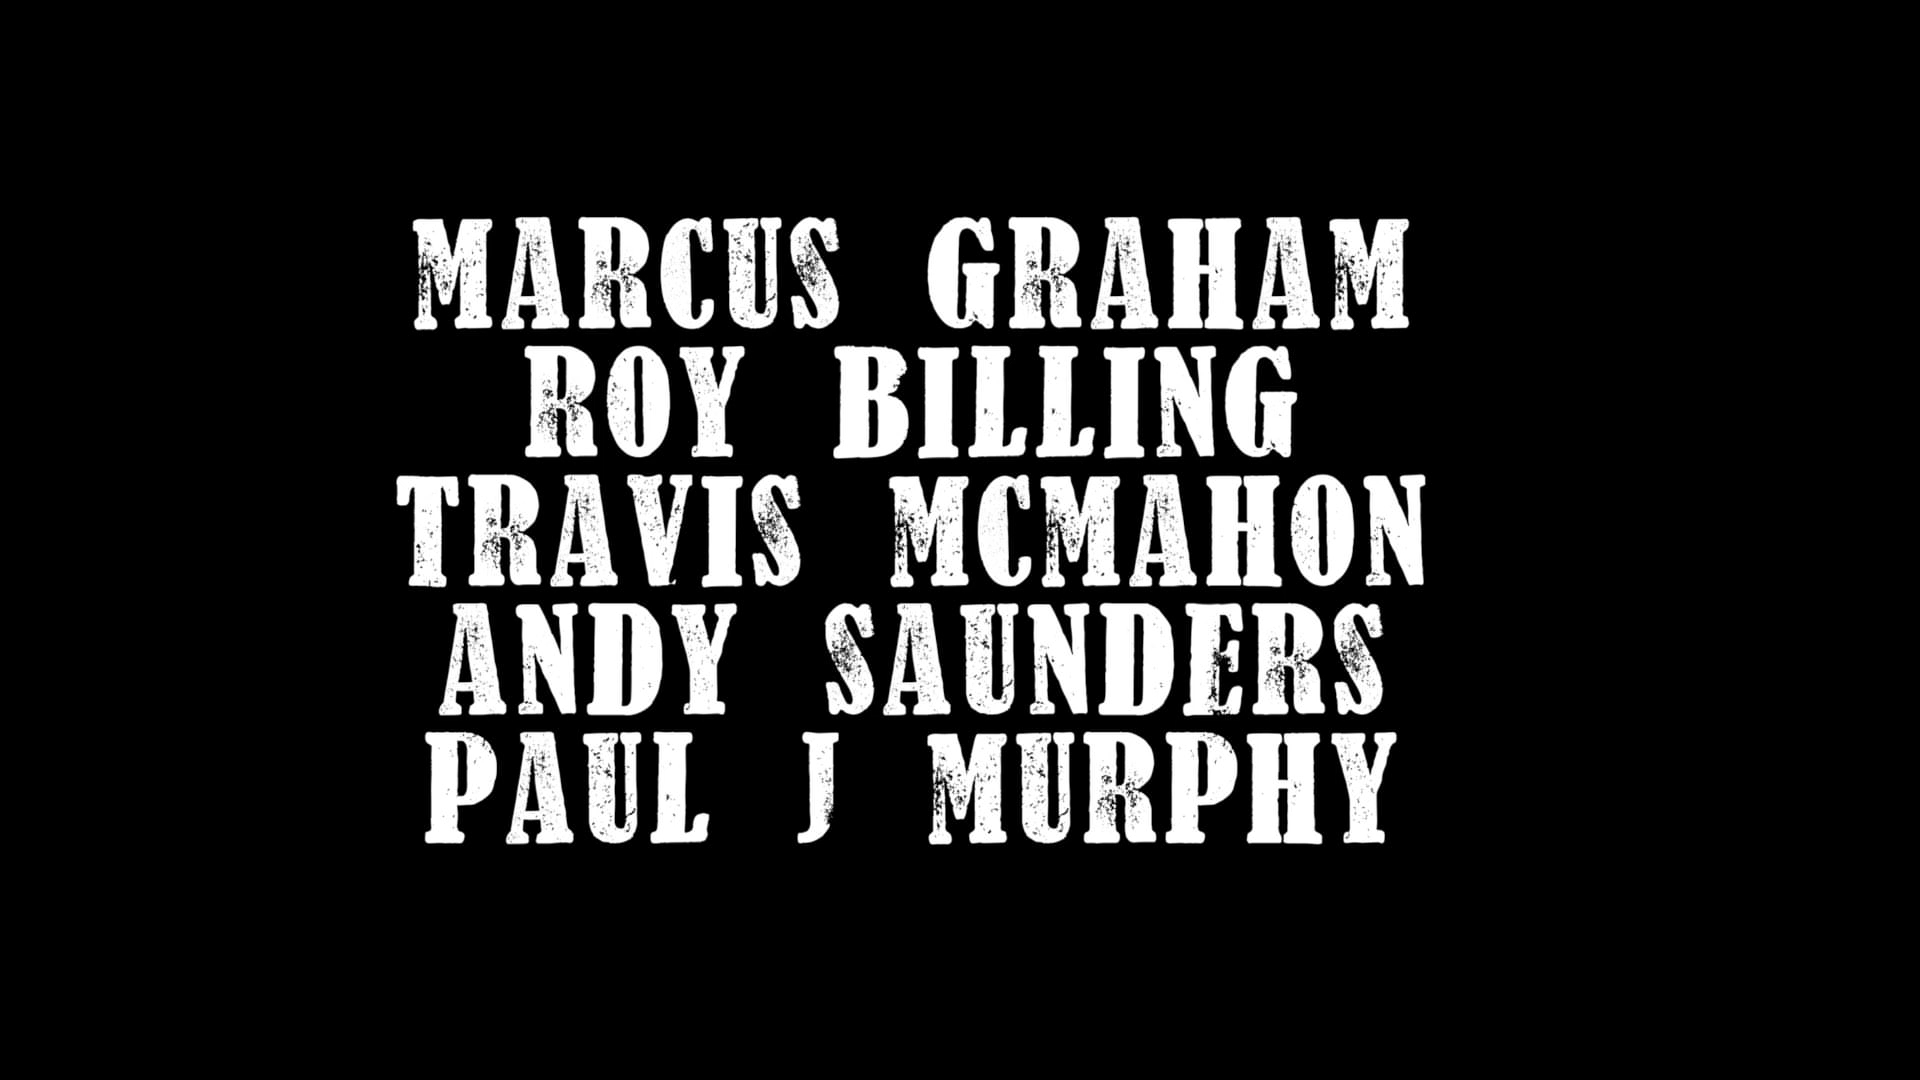 MARCUS GRAHAM
ROY BILLING
TRAVIS MCMAHON
ANDY SAUNDERS
PAUL J MURPHY